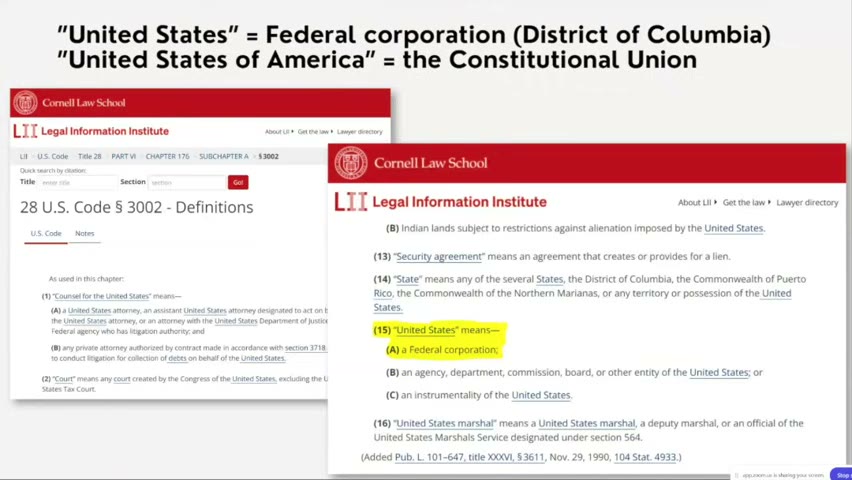 "United States" = Federal corporation (District of Columbia)
"United States of America" = the Constitutional Union
Cornell Law School
LII Legal Information Institute
About LII Get the law Lawyer directory
LII U.S. Code Title 28 PART VI CHAPTER 176 SUBCHAPTER A §3002
Quick search by citation:
Title enter title Section section Go!
28 U.S. Code § 3002 - Definitions
U.S. Code Notes
As used in this chapter:
(1) "Counsel for the United States" means—
(A) a United States attorney, an assistant United States attorney designated to act on b
the United States attorney, or an attorney with the United States Department of Justice
Federal agency who has litigation authority; and
(B) any private attorney authorized by contract made in accordance with section 3718
to conduct litigation for collection of debts on behalf of the United States.
(2) "Court" means any court created by the Congress of the United States, excluding the U
States Tax Court.
Cornell Law School
LII Legal Information Institute
About LII Get the law Lawyer directory
(B) Indian lands subject to restrictions against alienation imposed by the United States.
(13) "Security agreement" means an agreement that creates or provides for a lien.
(14) "State" means any of the several States, the District of Columbia, the Commonwealth of Puerto
Rico, the Commonwealth of the Northern Marianas, or any territory or possession of the United
States.
(15) "United States" means—
(A) a Federal corporation;
(B) an agency, department, commission, board, or other entity of the United States; or
(C) an instrumentality of the United States.
(16) "United States marshal" means a United States marshal, a deputy marshal, or an official of the
United States Marshals Service designated under section 564.
(Added Pub. L. 101–647, title XXXVI, § 3611, Nov. 29, 1990, 104 Stat. 4933.)
is sharing your screen. Stop